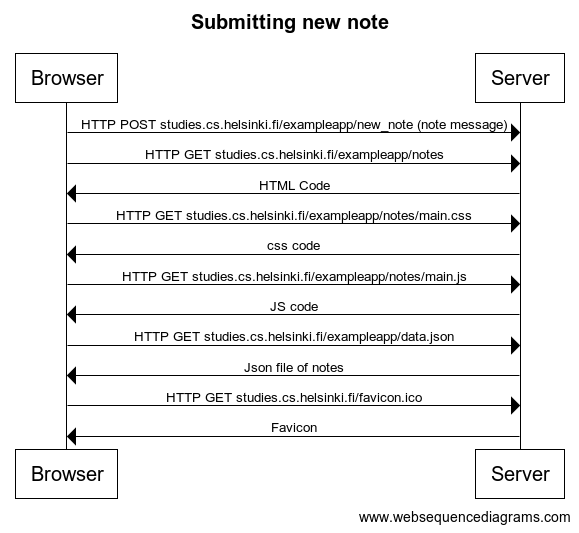 Submitting new note
Browser
Server
HTTP POST studies.cs.helsinki.fi/exampleapp/new_note (note message)
HTTP GET studies.cs.helsinki.fi/exampleapp/notes
HTML Code
HTTP GET studies.cs.helsinki.fi/exampleapp/notes/main.css
css code
HTTP GET studies.cs.helsinki.fi/exampleapp/notes/main.js
JS code
HTTP GET studies.cs.helsinki.fi/exampleapp/data.json
Json file of notes
HTTP GET studies.cs.helsinki.fi/favicon.ico
Favicon
Browser
Server
www.websequencediagrams.com